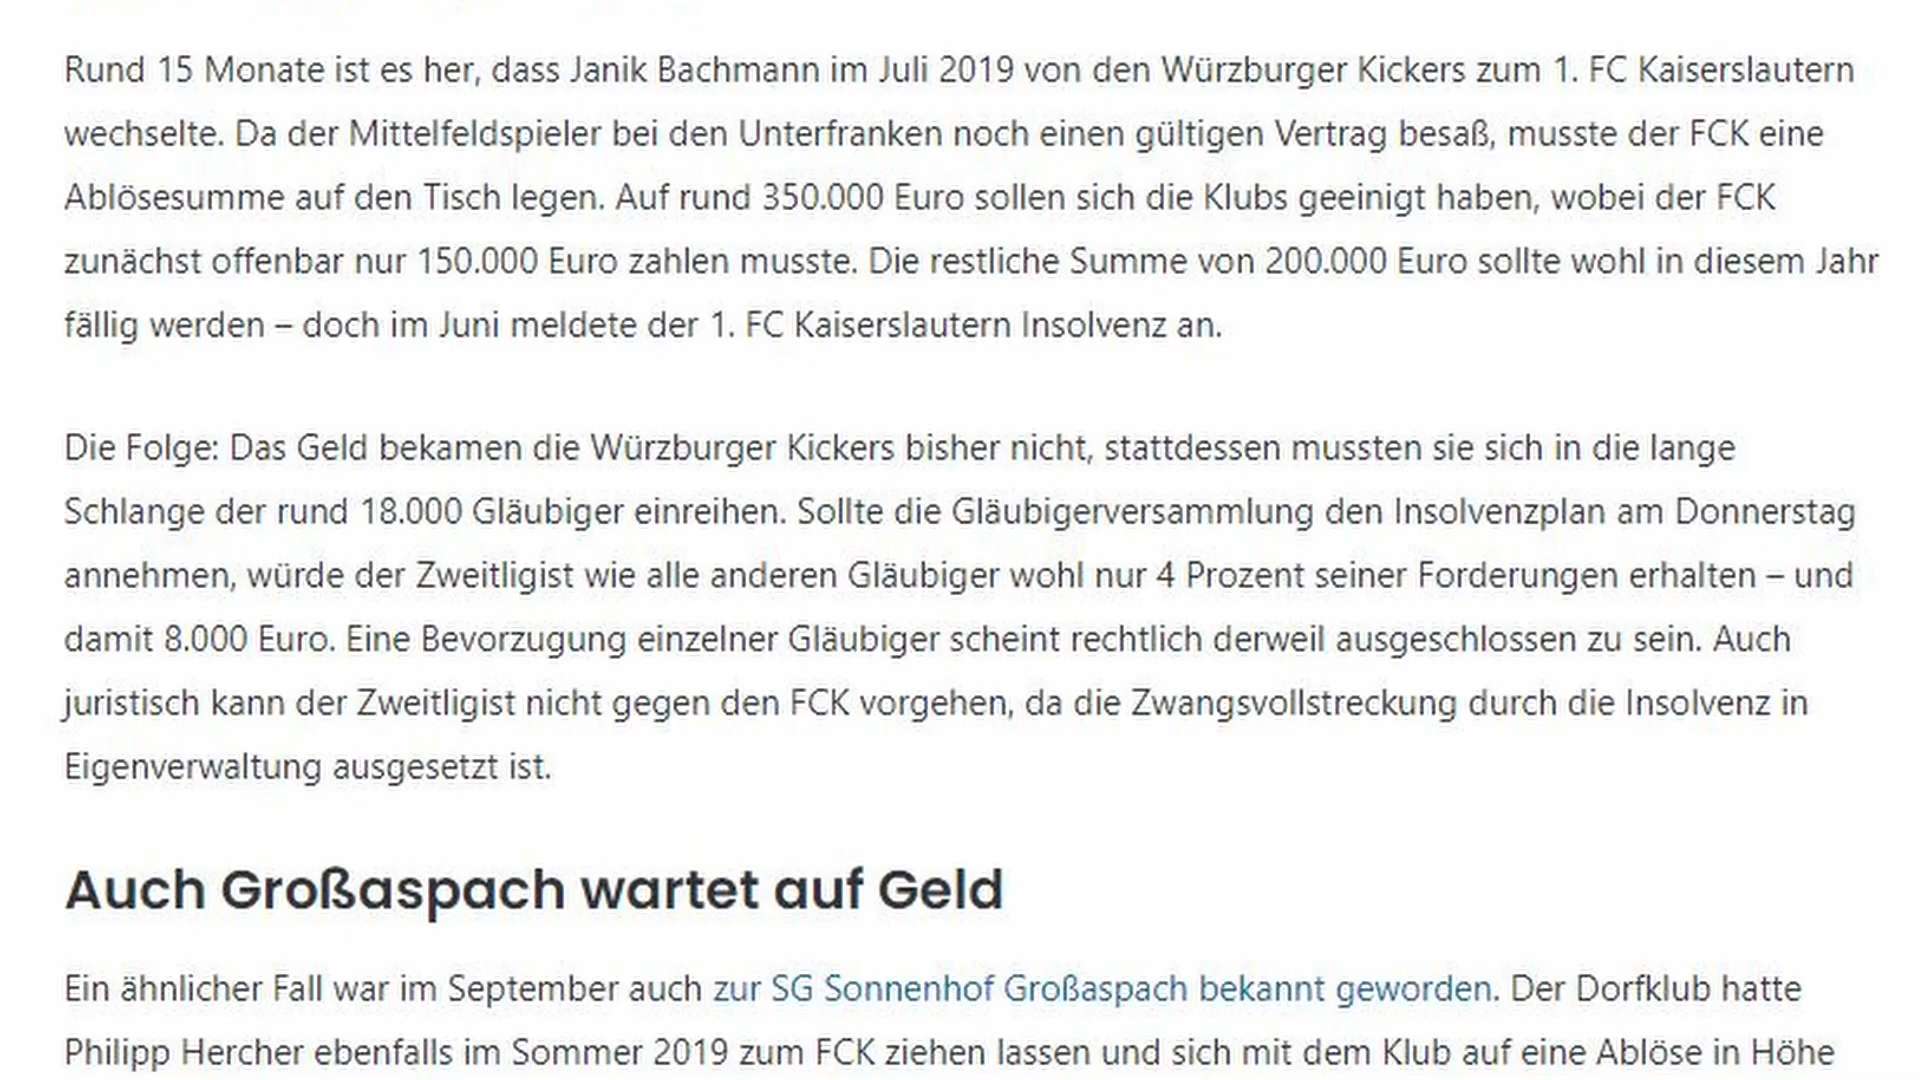 Rund 15 Monate ist es her, dass Janik Bachmann im Juli 2019 von den Würzburger Kickers zum 1. FC Kaiserslautern
wechselte. Da der Mittelfeldspieler bei den Unterfranken noch einen gültigen Vertrag besaß, musste der FCK eine
Ablösesumme auf den Tisch legen. Auf rund 350.000 Euro sollen sich die Klubs geeinigt haben, wobei der FCK
zunächst offenbar nur 150.000 Euro zahlen musste. Die restliche Summe von 200.000 Euro sollte wohl in diesem Jahr
fällig werden – doch im Juni meldete der 1. FC Kaiserslautern Insolvenz an.
Die Folge: Das Geld bekamen die Würzburger Kickers bisher nicht, stattdessen mussten sie sich in die lange
Schlange der rund 18.000 Gläubiger einreihen. Sollte die Gläubigerversammlung den Insolvenzplan am Donnerstag
annehmen, würde der Zweitligist wie alle anderen Gläubiger wohl nur 4 Prozent seiner Forderungen erhalten – und
damit 8.000 Euro. Eine Bevorzugung einzelner Gläubiger scheint rechtlich derweil ausgeschlossen zu sein. Auch
juristisch kann der Zweitligist nicht gegen den FCK vorgehen, da die Zwangsvollstreckung durch die Insolvenz in
Eigenverwaltung ausgesetzt ist.
Auch Großaspach wartet auf Geld
Ein ähnlicher Fall war im September auch zur SG Sonnenhof Großaspach bekannt geworden. Der Dorfklub hatte
Philipp Hercher ebenfalls im Sommer 2019 zum FCK ziehen lassen und sich mit dem Klub auf eine Ablöse in Höhe